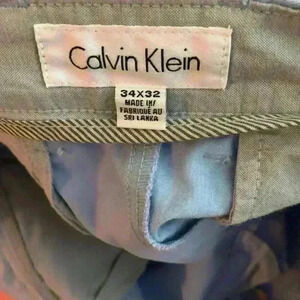 Calvin Klein
34X32
MADE IN/
FABRIQUÉ AU
SRI LANKA